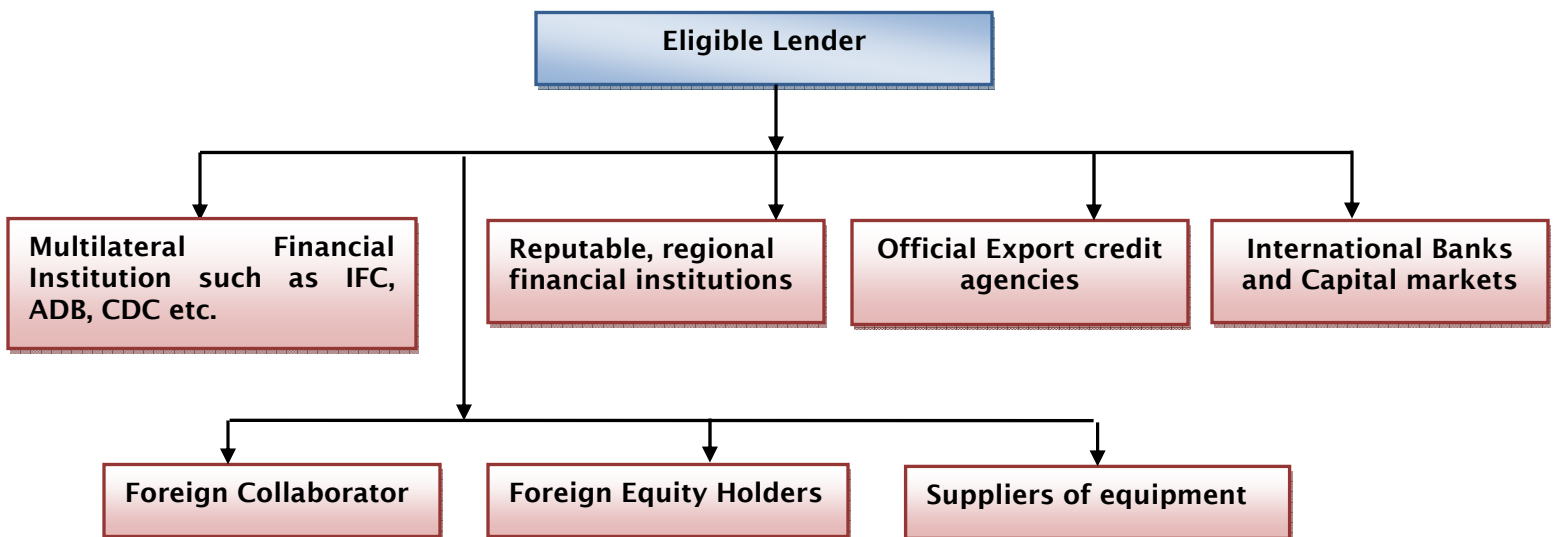 Eligible Lender
Multilateral Financial
Institution such as IFC,
ADB, CDC etc.
Reputable, regional
financial institutions
Official Export credit
agencies
International Banks
and Capital markets
Foreign Collaborator
Foreign Equity Holders
Suppliers of equipment